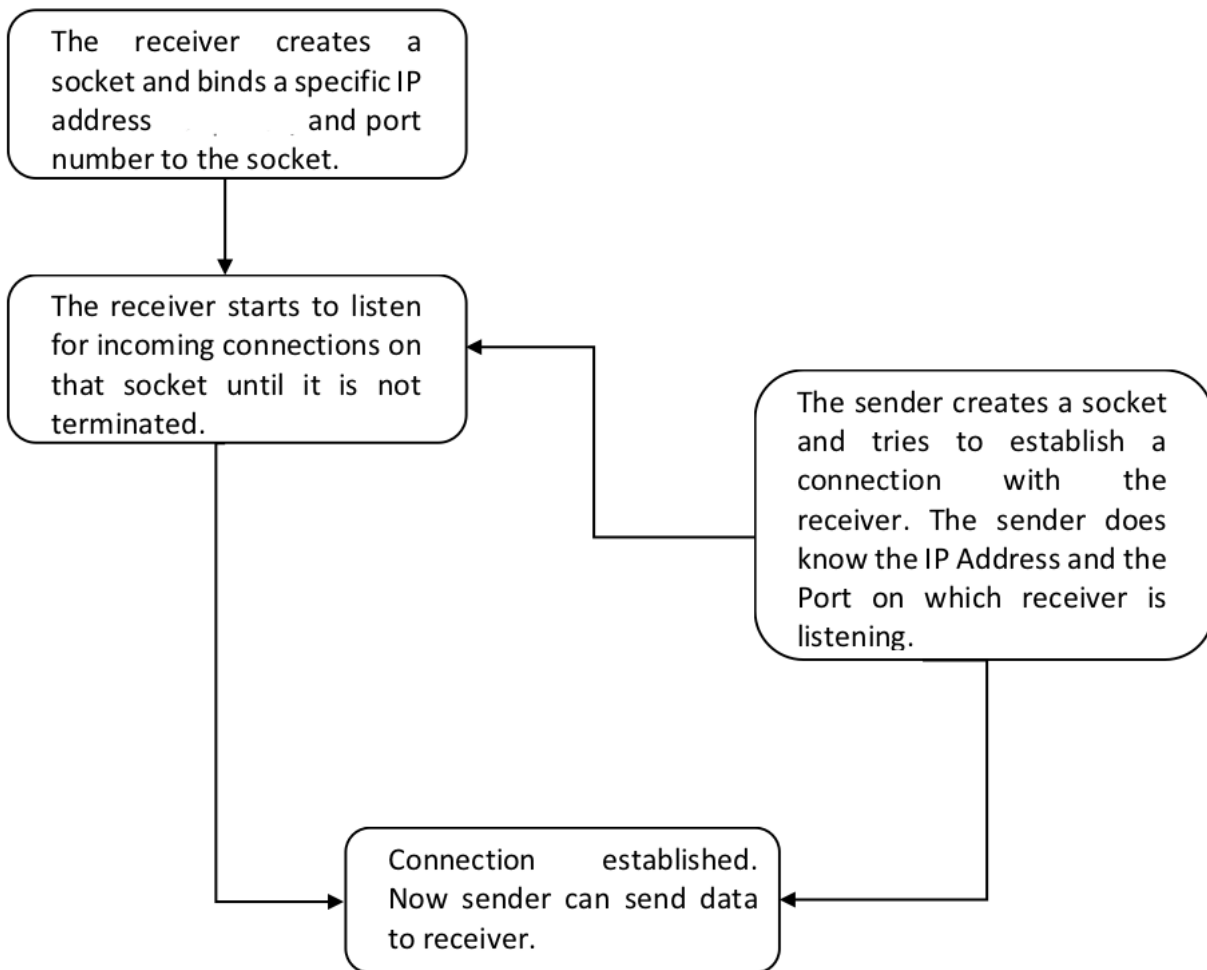 The receiver creates a
socket and binds a specific IP
address and port
number to the socket.
The receiver starts to listen
for incoming connections on
that socket until it is not
terminated.
The sender creates a socket
and tries to establish a
connection with the
receiver. The sender does
know the IP Address and the
Port on which receiver is
listening.
Connection established.
Now sender can send data
to receiver.